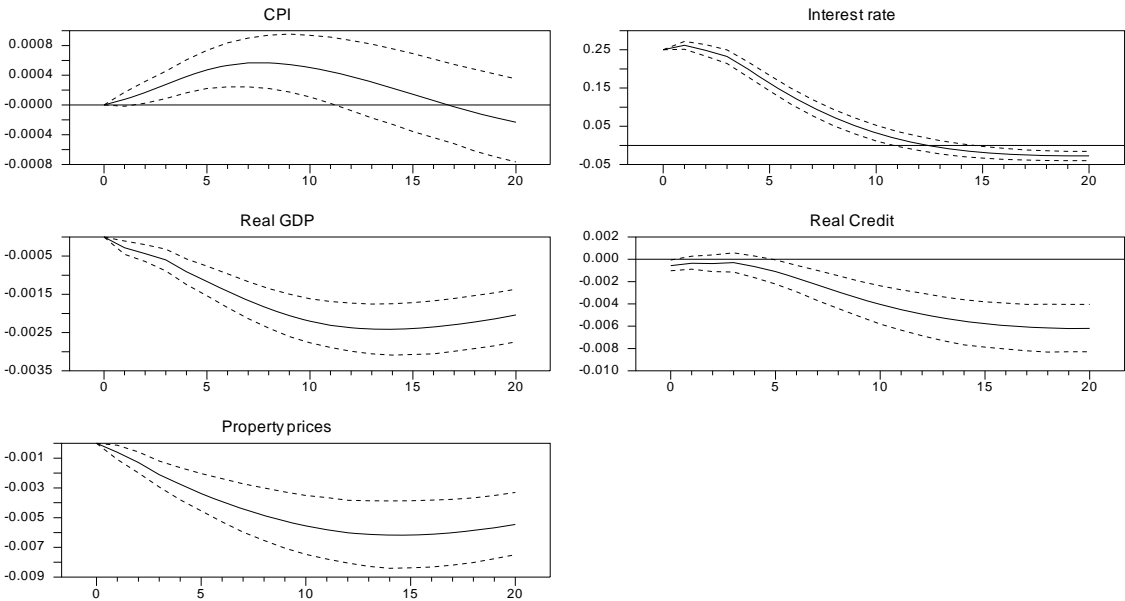 CPI
0.0008
0.0004
-0.0000
-0.0004
-0.0008
0 5 10 15 20
Interest rate
0.25
0.15
0.05
-0.05
0 5 10 15 20
Real GDP
-0.0005
-0.0015
-0.0025
-0.0035
0 5 10 15 20
Real Credit
0.002
0.000
-0.002
-0.004
-0.006
-0.008
-0.010
0 5 10 15 20
Property prices
-0.001
-0.003
-0.005
-0.007
-0.009
0 5 10 15 20